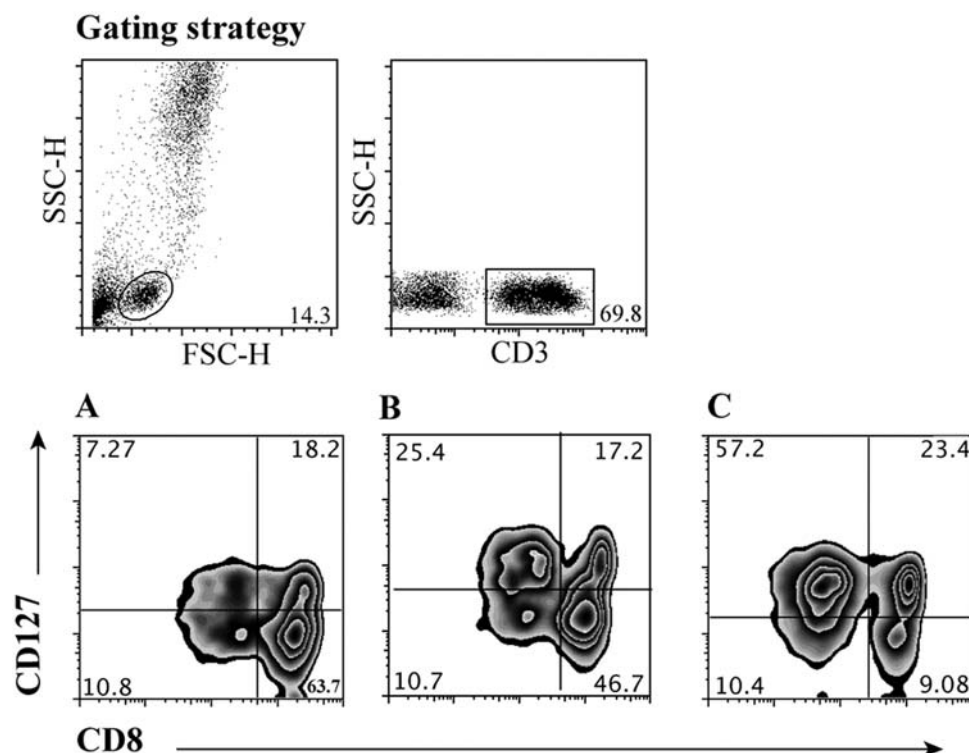 Gating strategy
SSC-H
14.3
FSC-H
SSC-H
69.8
CD3
A
B
C
7.27
18.2
10.8
63.7
25.4
17.2
10.7
46.7
57.2
23.4
10.4
9.08
CD127
CD8